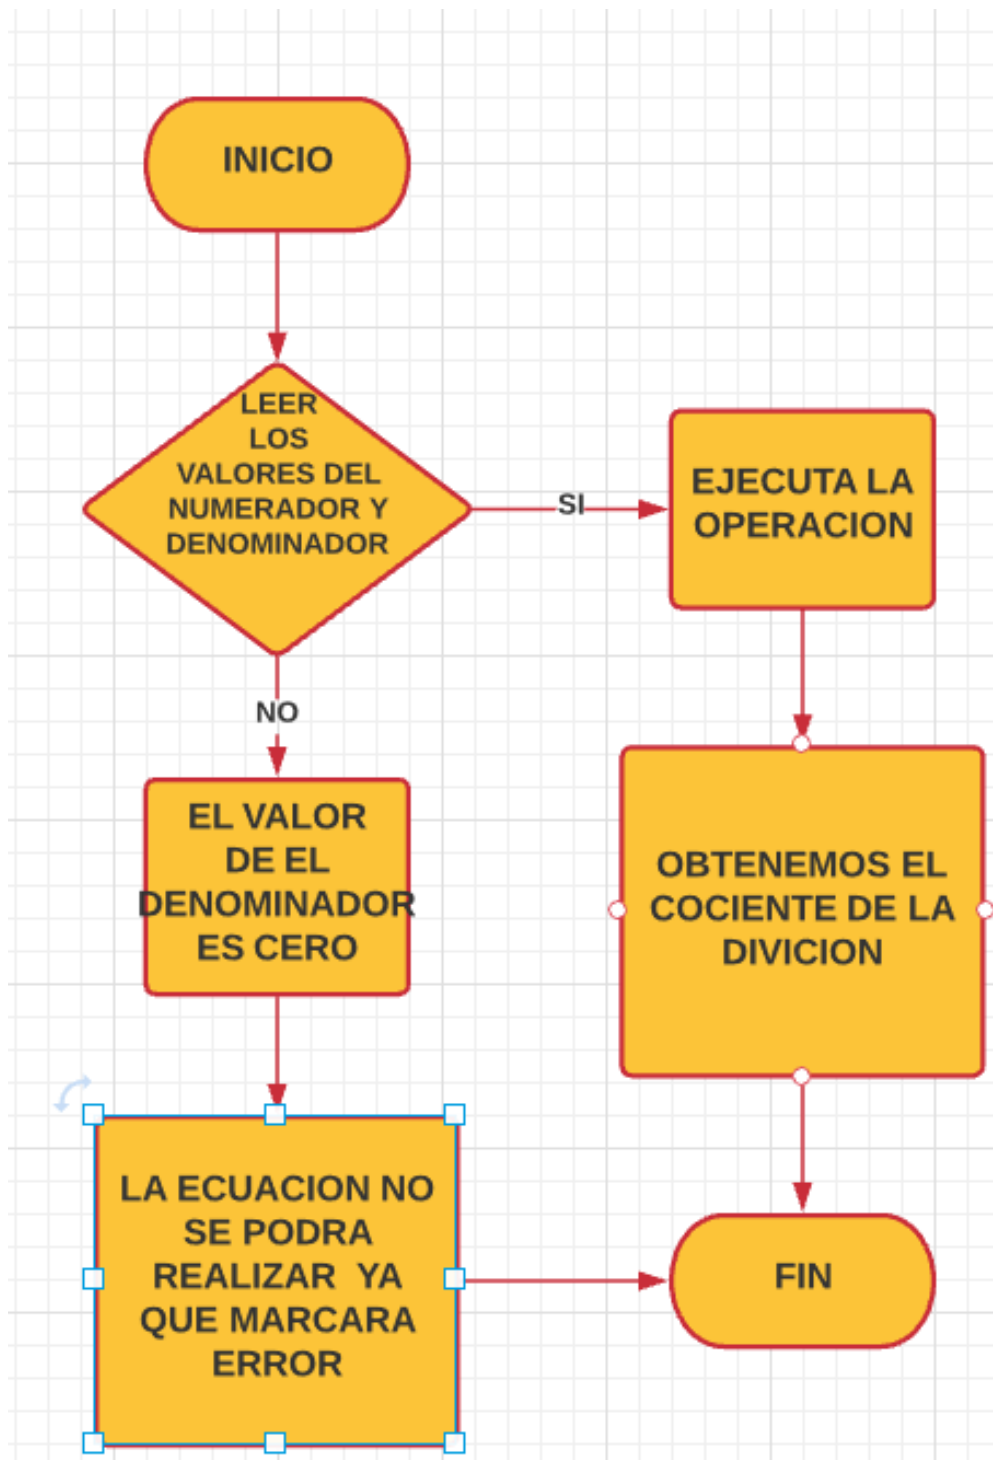 INICIO
LEER
LOS
VALORES DEL
NUMERADOR Y
DENOMINADOR
SI
EJECUTA LA
OPERACION
NO
EL VALOR
DE EL
DENOMINADOR
ES CERO
OBTENEMOS EL
COCIENTE DE LA
DIVICION
LA ECUACION NO
SE PODRA
REALIZAR YA
QUE MARCARA
ERROR
FIN